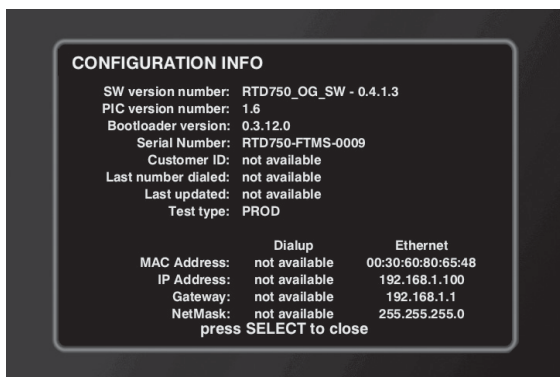 CONFIGURATION INFO
SW version number: RTD750_OG_SW - 0.4.1.3
PIC version number: 1.6
Bootloader version: 0.3.12.0
Serial Number: RTD750-FTMS-0009
Customer ID: not available
Last number dialed: not available
Last updated: not available
Test type: PROD
Dialup Ethernet
MAC Address: not available 00:30:60:80:65:48
IP Address: not available 192.168.1.100
Gateway: not available 192.168.1.1
NetMask: not available 255.255.255.0
press SELECT to close